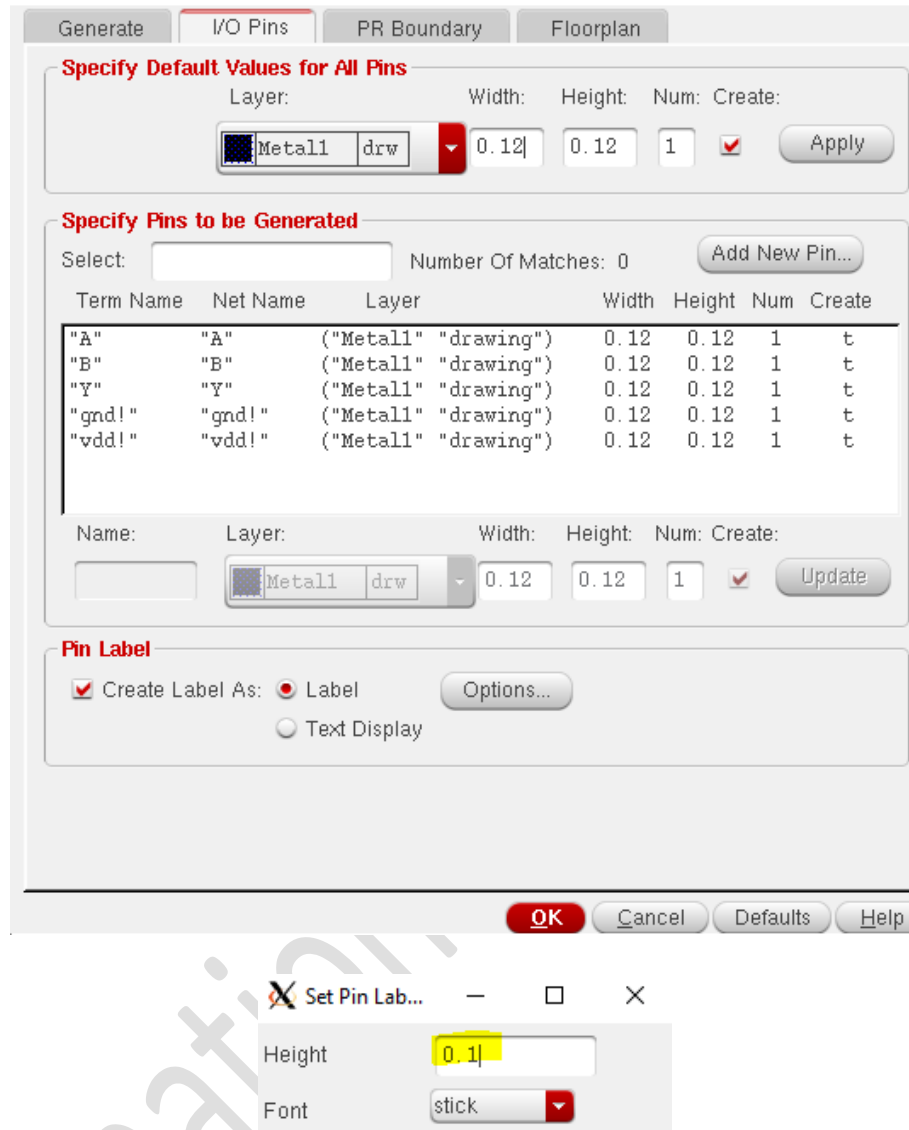 Generate I/O Pins PR Boundary Floorplan
Specify Default Values for All Pins
Layer: Width: Height: Num: Create:
Metal1 drw 0.12 0.12 1 Apply
Specify Pins to be Generated
Select: Number Of Matches: 0 Add New Pin...
Term Name Net Name Layer Width Height Num Create
"A" "A" ("Metal1" "drawing") 0.12 0.12 1 t
"B" "B" ("Metal1" "drawing") 0.12 0.12 1 t
"Y" "Y" ("Metal1" "drawing") 0.12 0.12 1 t
"gnd!" "gnd!" ("Metal1" "drawing") 0.12 0.12 1 t
"vdd!" "vdd!" ("Metal1" "drawing") 0.12 0.12 1 t
Name: Layer: Width: Height: Num: Create:
Metal1 drw 0.12 0.12 1 Update
Pin Label
Create Label As: Label Options...
Text Display
OK Cancel Defaults Help
Set Pin Lab...
Height 0.1
Font stick